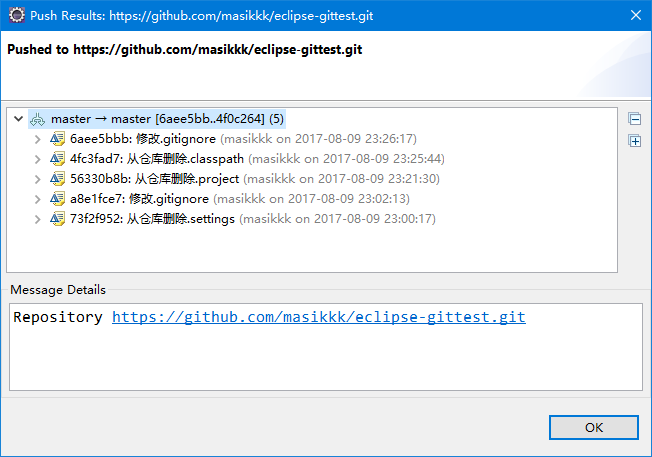 Push Results: https://github.com/masikkk/eclipse-gittest.git
Pushed to https://github.com/masikkk/eclipse-gittest.git
master → master [6aee5bb..4f0c264] (5)
6aee5bbb: 修改.gitignore (masikkk on 2017-08-09 23:26:17)
4fc3fad7: 从仓库删除.classpath (masikkk on 2017-08-09 23:25:44)
56330b8b: 从仓库删除.project (masikkk on 2017-08-09 23:21:30)
a8e1fce7: 修改.gitignore (masikkk on 2017-08-09 23:02:13)
73f2f952: 从仓库删除.settings (masikkk on 2017-08-09 23:00:17)
Message Details
Repository https://github.com/masikkk/eclipse-gittest.git
OK